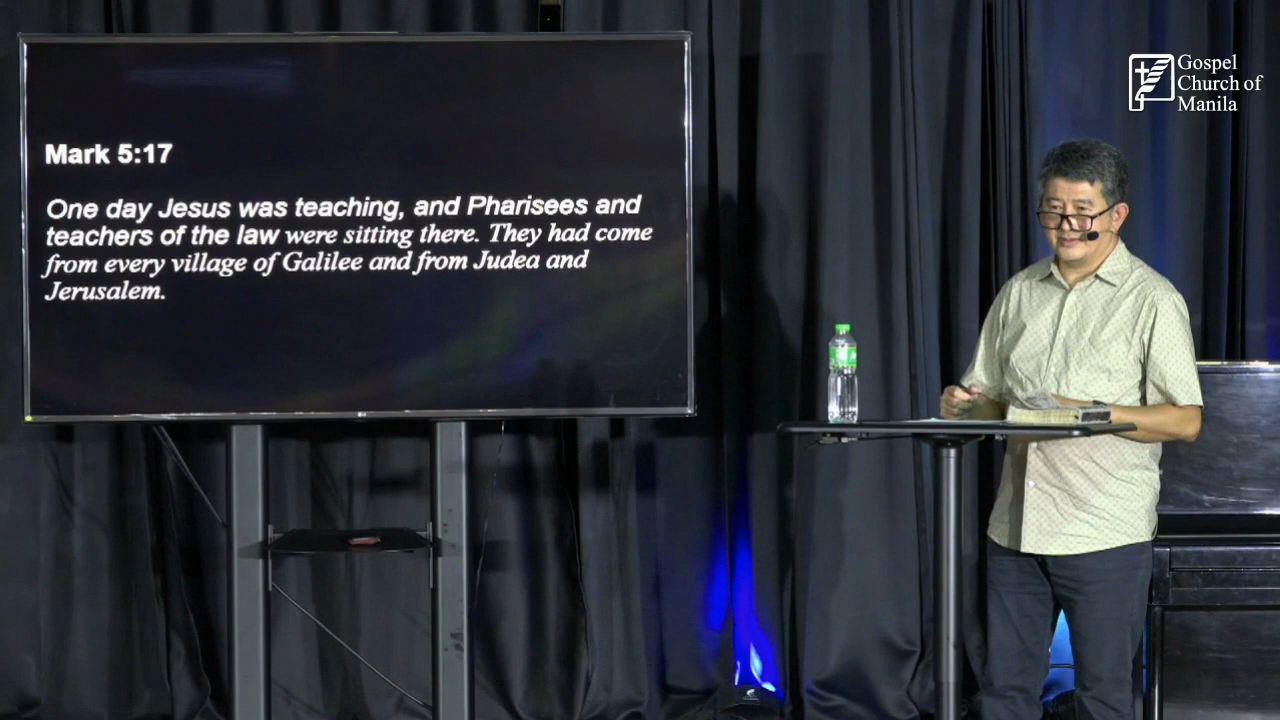 Mark 5:17
One day Jesus was teaching, and Pharisees and
teachers of the law were sitting there. They had come
from every village of Galilee and from Judea and
Jerusalem.
Gospel
Church of
Manila